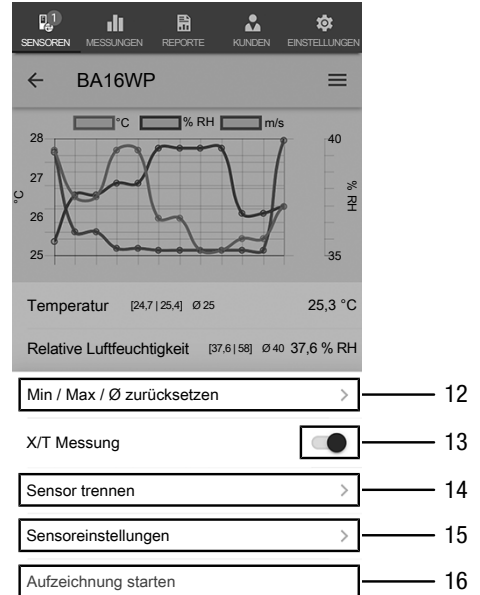 1
SENSOREN MESSUNGEN REPORTE KUNDEN EINSTELLUNGEN
BA16WP
°C % RH m/s
28 40
27
°C % RH
26
25 35
Temperatur [24,7 | 25,4] Ø 25 25,3 °C
Relative Luftfeuchtigkeit [37,6 | 58] Ø 40 37,6 % RH
Min / Max / Ø zurücksetzen 12
X/T Messung 13
Sensor trennen 14
Sensoreinstellungen 15
Aufzeichnung starten 16